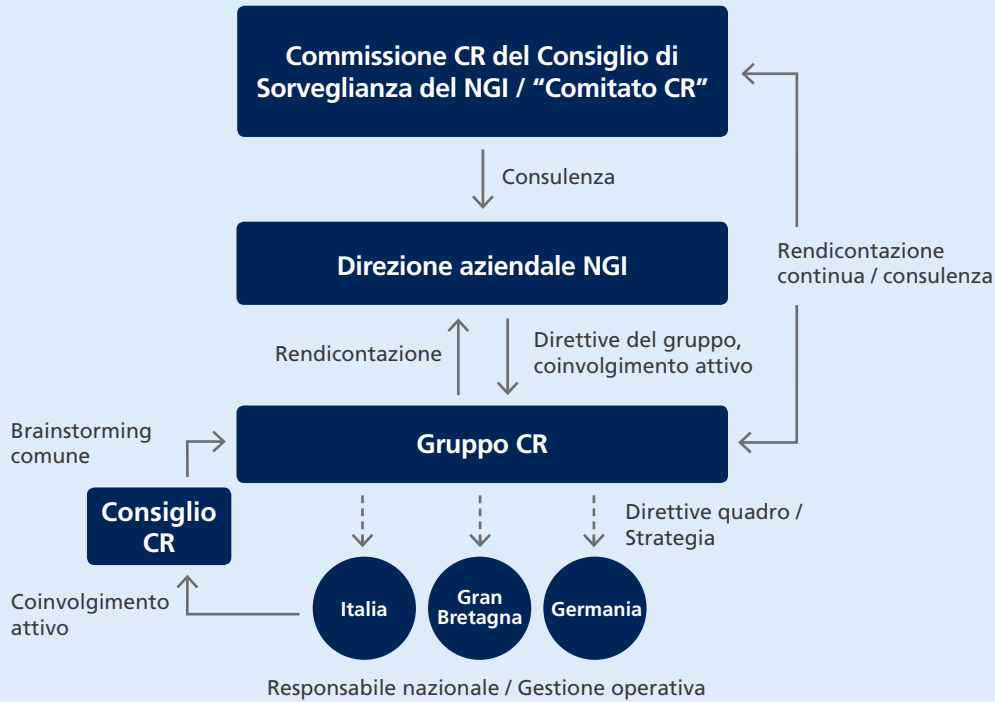 Commissione CR del Consiglio di
Sorveglianza del NGI / “Comitato CR”
Consulenza
Direzione aziendale NGI
Rendicontazione
continua / consulenza
Rendicontazione
Direttive del gruppo,
coinvolgimento attivo
Brainstorming
comune
Gruppo CR
Consiglio
CR
Direttive quadro /
Strategia
Coinvolgimento
attivo
Italia
Gran
Bretagna
Germania
Responsabile nazionale / Gestione operativa